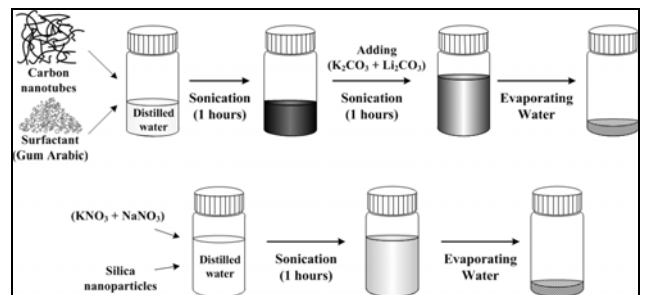 Carbon
nanotubes
Surfactant
(Gum Arabic)
Distilled
water
Sonication
(1 hours)
Adding
(K₂CO₃ + Li₂CO₃)
Sonication
(1 hours)
Evaporating
Water
(KNO₃ + NaNO₃)
Silica
nanoparticles
Distilled
water
Sonication
(1 hours)
Evaporating
Water